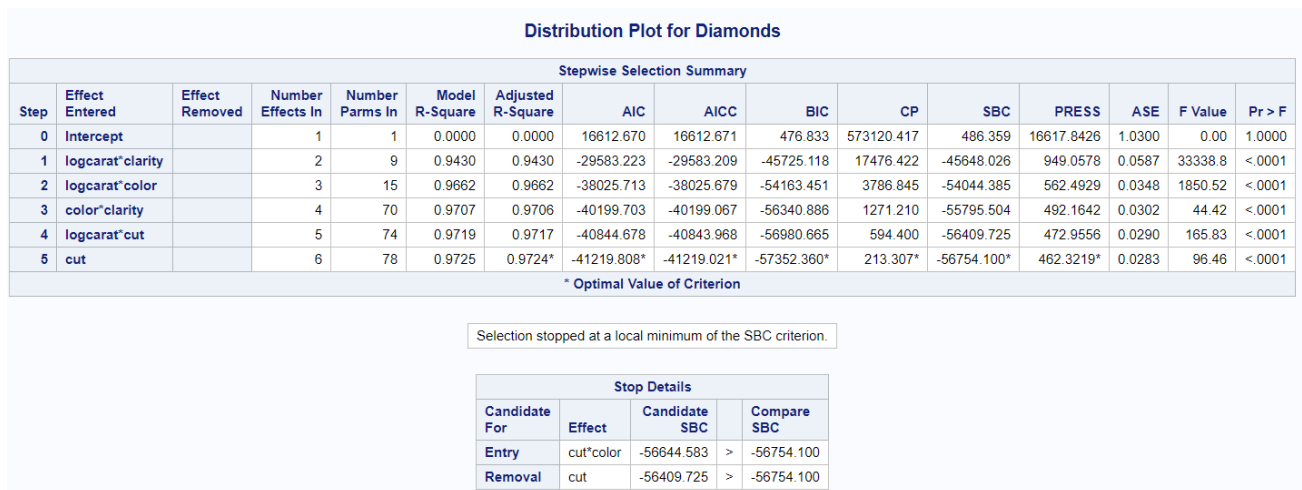 Distribution Plot for Diamonds
Stepwise Selection Summary
Step Effect Entered Effect Removed Number Effects In Number Parms In Model R-Square Adjusted R-Square AIC AICC BIC CP SBC PRESS ASE F Value Pr > F
0 Intercept 1 1 0.0000 0.0000 16612.670 16612.671 476.833 573120.417 486.359 16617.8426 1.0300 0.00 1.0000
1 logcarat*clarity 2 9 0.9430 0.9430 -29583.223 -29583.209 -45725.118 17476.422 -45648.026 949.0578 0.0587 33338.8 <.0001
2 logcarat*color 3 15 0.9662 0.9662 -38025.713 -38025.679 -54163.451 3786.845 -54044.385 562.4929 0.0348 1850.52 <.0001
3 color*clarity 4 70 0.9707 0.9706 -40199.703 -40199.067 -56340.886 1271.210 -55795.504 492.1642 0.0302 44.42 <.0001
4 logcarat*cut 5 74 0.9719 0.9717 -40844.678 -40843.968 -56980.665 594.400 -56409.725 472.9556 0.0290 165.83 <.0001
5 cut 6 78 0.9725 0.9724* -41219.808* -41219.021* -57352.360* 213.307* -56754.100* 462.3219* 0.0283 96.46 <.0001
* Optimal Value of Criterion
Selection stopped at a local minimum of the SBC criterion.
Stop Details
Candidate For Effect Candidate SBC Compare SBC
Entry cut*color -56644.583 > -56754.100
Removal cut -56409.725 > -56754.100